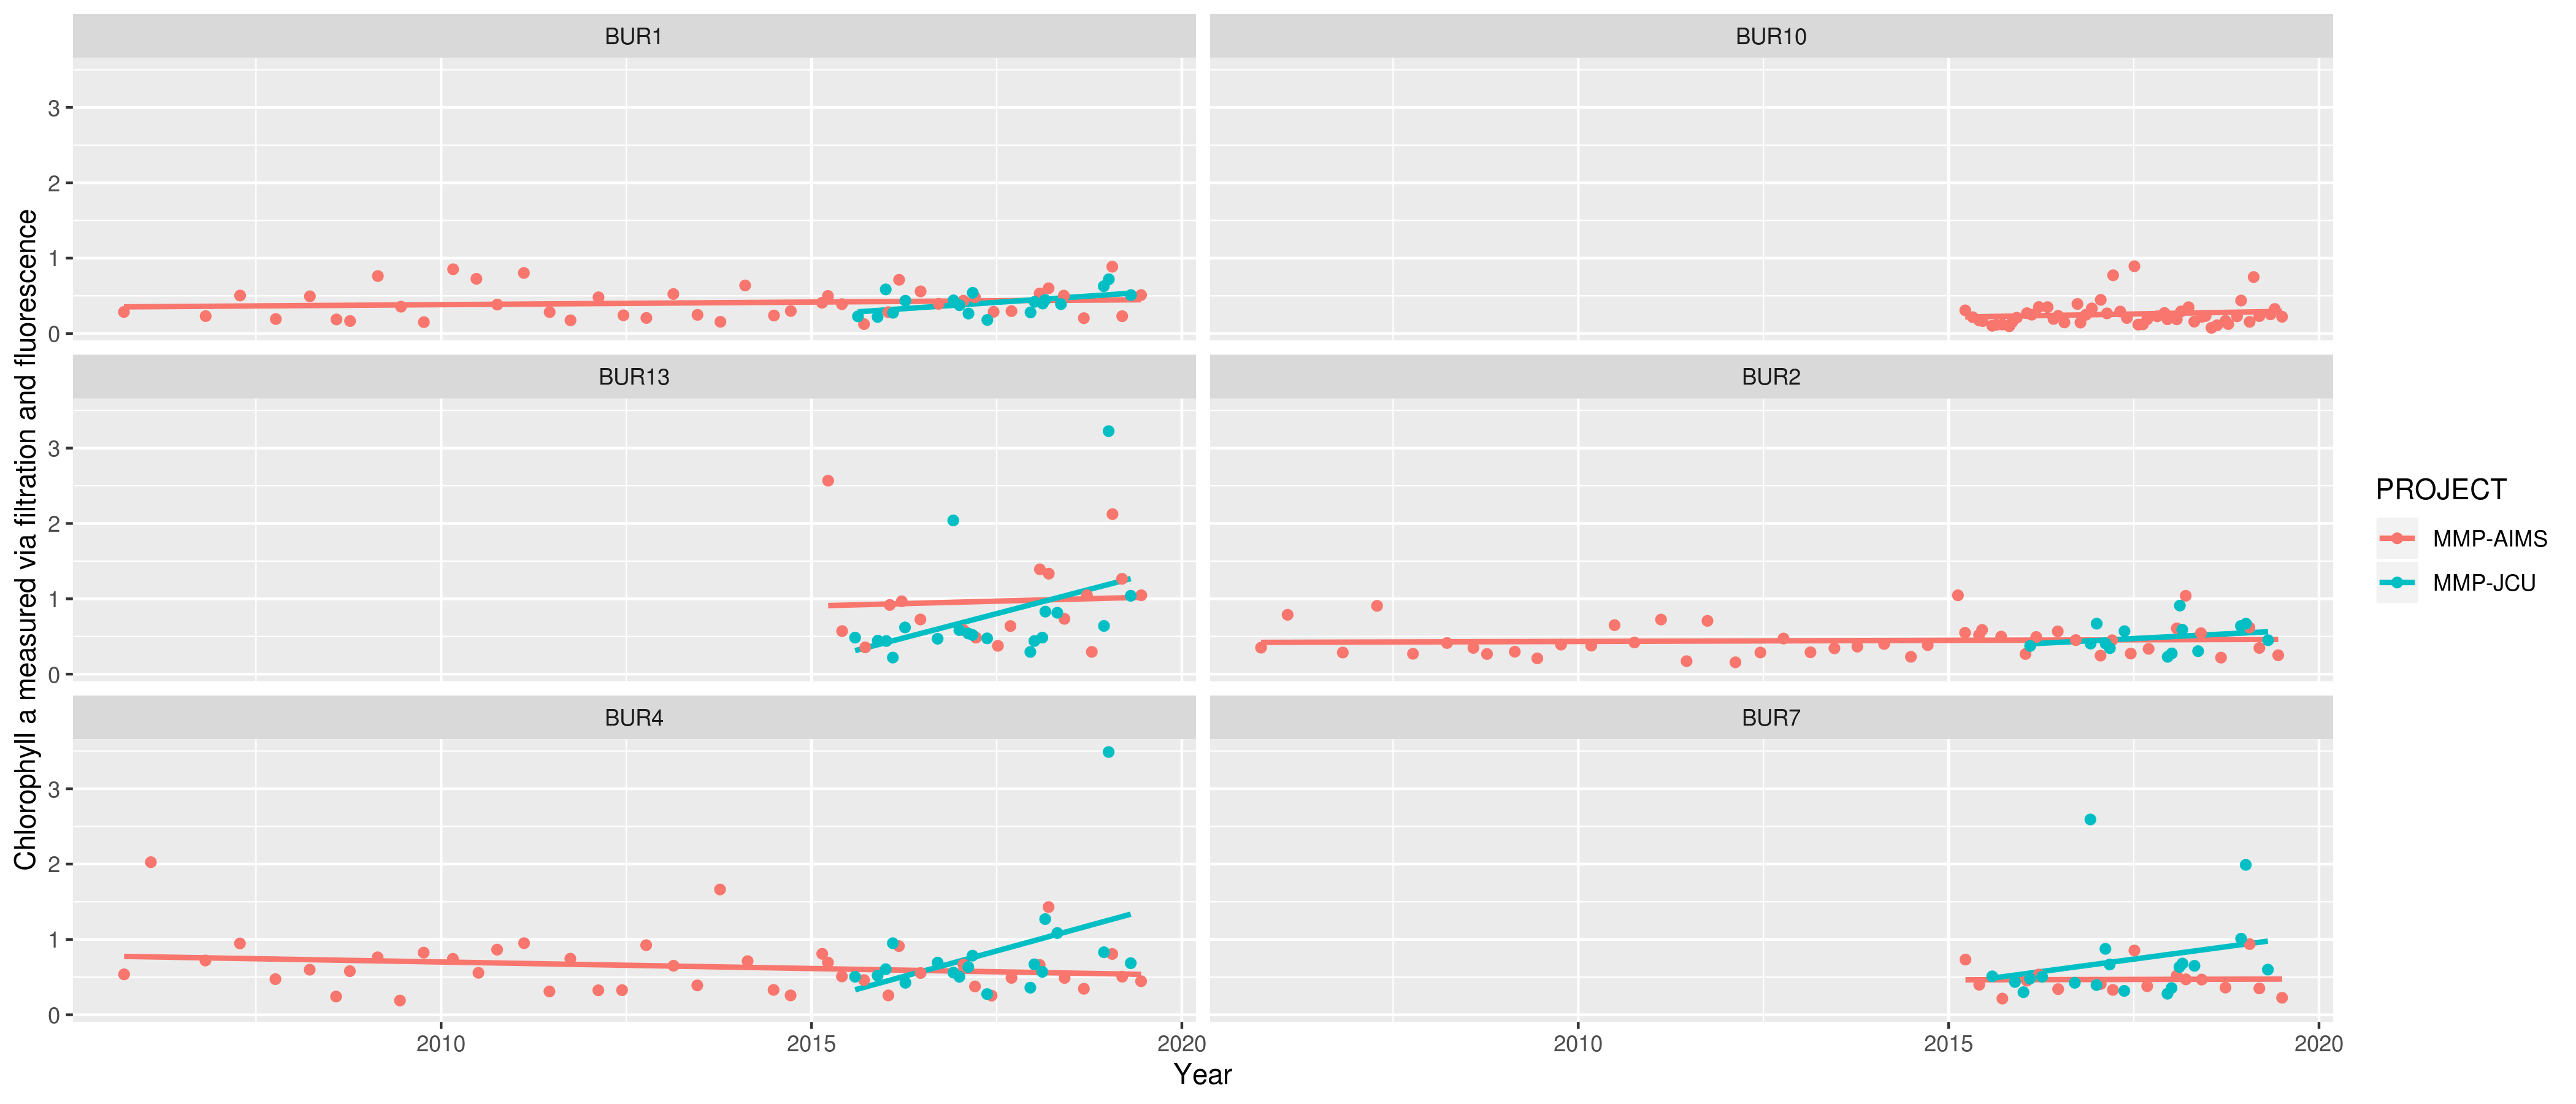 BUR1
BUR10
3
2
1
0
BUR13
BUR2
3
2
1
0
BUR4
BUR7
3
2
1
0
2010
2015
2020
2010
2015
2020
Year
Chlorophyll a measured via filtration and fluorescence
PROJECT
MMP-AIMS
MMP-JCU